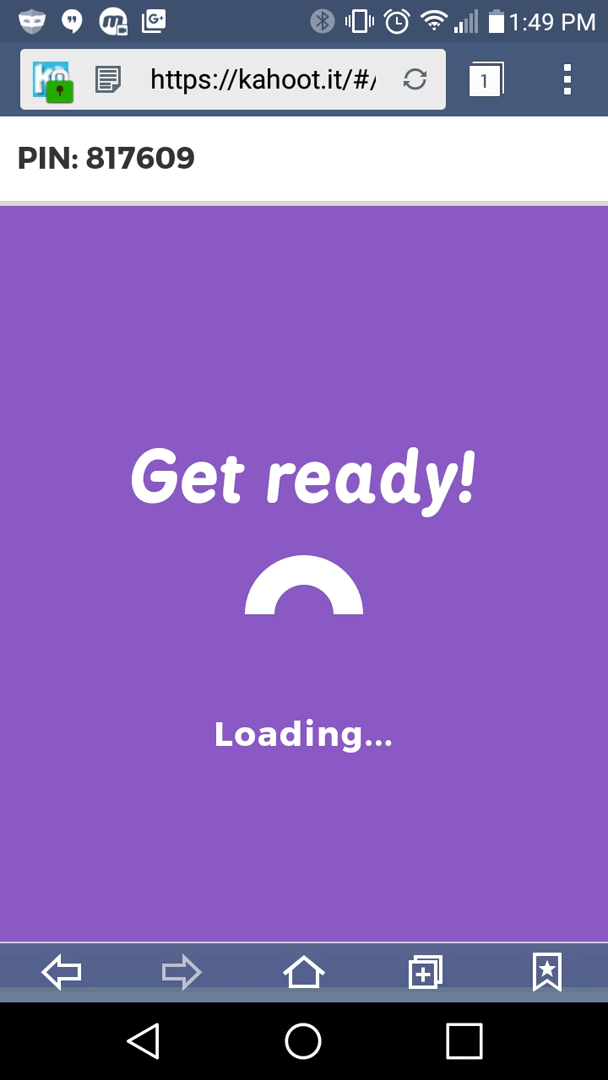 1:49 PM
https://kahoot.it/#/
1
PIN: 817609
Get ready!
Loading...